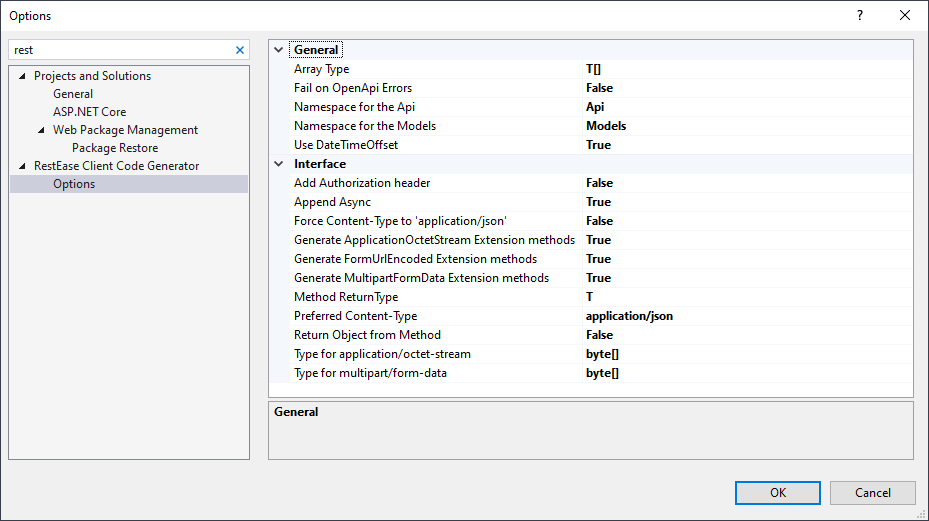 Options
?
rest
Projects and Solutions
General
ASP.NET Core
Web Package Management
Package Restore
RestEase Client Code Generator
Options
General
Array Type T[]
Fail on OpenApi Errors False
Namespace for the Api Api
Namespace for the Models Models
Use DateTimeOffset True
Interface
Add Authorization header False
Append Async True
Force Content-Type to 'application/json' False
Generate ApplicationOctetStream Extension methods True
Generate FormUrlEncoded Extension methods True
Generate MultipartFormData Extension methods True
Method ReturnType T
Preferred Content-Type application/json
Return Object from Method False
Type for application/octet-stream byte[]
Type for multipart/form-data byte[]
General
OK Cancel